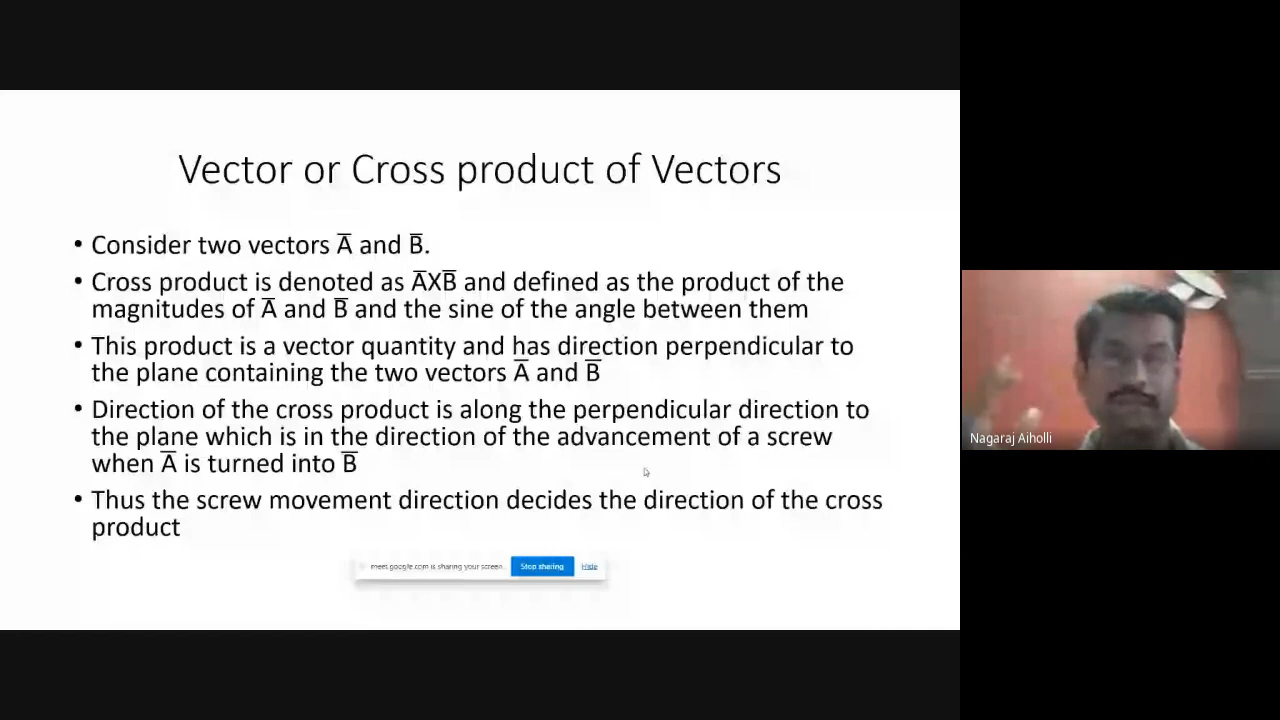 Vector or Cross product of Vectors
• Consider two vectors A̅ and B̅.
• Cross product is denoted as A̅XB̅ and defined as the product of the
magnitudes of A̅ and B̅ and the sine of the angle between them
• This product is a vector quantity and has direction perpendicular to
the plane containing the two vectors A̅ and B̅
• Direction of the cross product is along the perpendicular direction to
the plane which is in the direction of the advancement of a screw
when A̅ is turned into B̅
• Thus the screw movement direction decides the direction of the cross
product
meet.google.com is sharing your screen. Stop sharing Hide
Nagaraj Aiholli